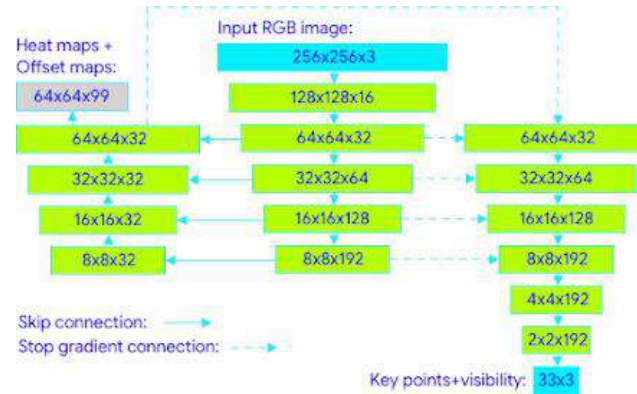 Heat maps +
Offset maps:
64x64x99
Input RGB image:
256x256x3
128x128x16
64x64x32 64x64x32 64x64x32
32x32x32 32x32x64 32x32x64
16x16x32 16x16x128 16x16x128
8x8x32 8x8x192 8x8x192
4x4x192
2x2x192
Skip connection:
Stop gradient connection:
Key points+visibility: 33x3